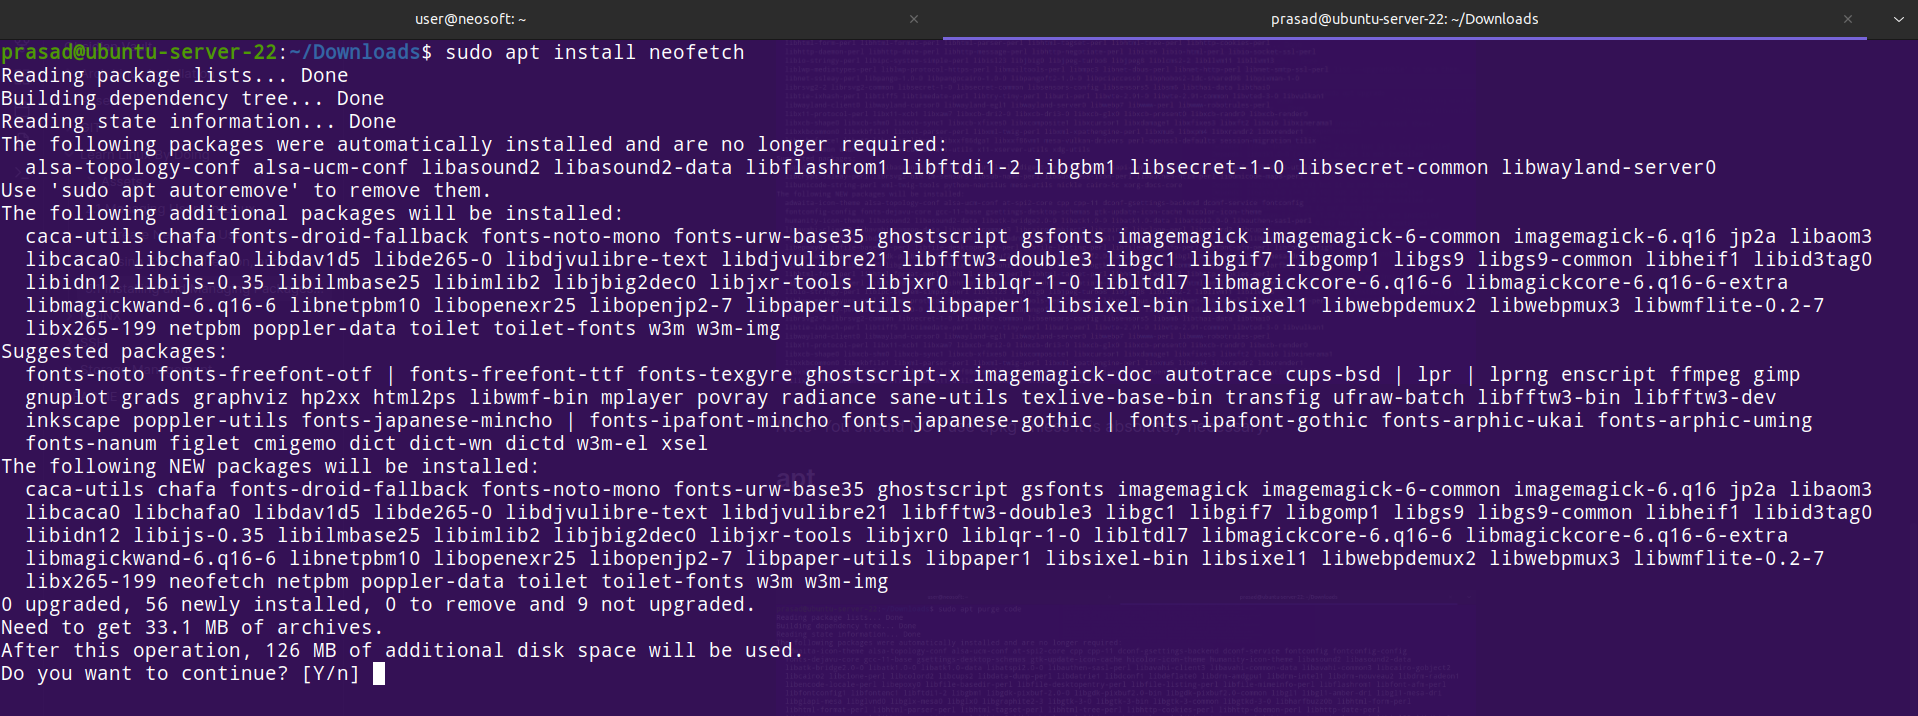 user@neosoft: ~
prasad@ubuntu-server-22: ~/Downloads
prasad@ubuntu-server-22:~/Downloads$ sudo apt install neofetch
Reading package lists... Done
Building dependency tree... Done
Reading state information... Done
The following packages were automatically installed and are no longer required:
  alsa-topology-conf alsa-ucm-conf libasound2 libasound2-data libflashrom1 libftdi1-2 libgbm1 libsecret-1-0 libsecret-common libwayland-server0
Use 'sudo apt autoremove' to remove them.
The following additional packages will be installed:
  caca-utils chafa fonts-droid-fallback fonts-noto-mono fonts-urw-base35 ghostscript gsfonts imagemagick imagemagick-6-common imagemagick-6.q16 jp2a libaom3
  libcaca0 libchafa0 libdav1d5 libde265-0 libdjvulibre-text libdjvulibre21 libfftw3-double3 libgc1 libgif7 libgomp1 libgs9 libgs9-common libheif1 libid3tag0
  libidn12 libijs-0.35 libilmbase25 libimlib2 libjbig2dec0 libjxr-tools libjxr0 liblqr-1-0 libltdl7 libmagickcore-6.q16-6 libmagickcore-6.q16-6-extra
  libmagickwand-6.q16-6 libnetpbm10 libopenexr25 libopenjp2-7 libpaper-utils libpaper1 libsixel-bin libsixel1 libwebpdemux2 libwebpmux3 libwmflite-0.2-7
  libx265-199 netpbm poppler-data toilet toilet-fonts w3m w3m-img
Suggested packages:
  fonts-noto fonts-freefont-otf | fonts-freefont-ttf fonts-texgyre ghostscript-x imagemagick-doc autotrace cups-bsd | lpr | lprng enscript ffmpeg gimp
  gnuplot grads graphviz hp2xx html2ps libwmf-bin mplayer povray radiance sane-utils texlive-base-bin transfig ufraw-batch libfftw3-bin libfftw3-dev
  inkscape poppler-utils fonts-japanese-mincho | fonts-ipafont-mincho fonts-japanese-gothic | fonts-ipafont-gothic fonts-arphic-ukai fonts-arphic-uming
  fonts-nanum figlet cmigemo dict dict-wn dictd w3m-el xsel
The following NEW packages will be installed:
  caca-utils chafa fonts-droid-fallback fonts-noto-mono fonts-urw-base35 ghostscript gsfonts imagemagick imagemagick-6-common imagemagick-6.q16 jp2a libaom3
  libcaca0 libchafa0 libdav1d5 libde265-0 libdjvulibre-text libdjvulibre21 libfftw3-double3 libgc1 libgif7 libgomp1 libgs9 libgs9-common libheif1 libid3tag0
  libidn12 libijs-0.35 libilmbase25 libimlib2 libjbig2dec0 libjxr-tools libjxr0 liblqr-1-0 libltdl7 libmagickcore-6.q16-6 libmagickcore-6.q16-6-extra
  libmagickwand-6.q16-6 libnetpbm10 libopenexr25 libopenjp2-7 libpaper-utils libpaper1 libsixel-bin libsixel1 libwebpdemux2 libwebpmux3 libwmflite-0.2-7
  libx265-199 neofetch netpbm poppler-data toilet toilet-fonts w3m w3m-img
0 upgraded, 56 newly installed, 0 to remove and 9 not upgraded.
Need to get 33.1 MB of archives.
After this operation, 126 MB of additional disk space will be used.
Do you want to continue? [Y/n]